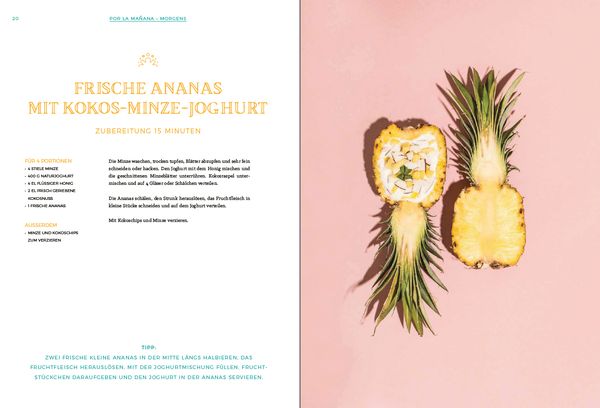 20
POR LA MAÑANA - MORGENS
FRISCHE ANANAS
MIT KOKOS-MINZE-JOGHURT
ZUBEREITUNG 15 MINUTEN
FÜR 4 PORTIONEN
• 4 STIELE MINZE
• 400 G NATURJOGHURT
• 4 EL FLÜSSIGER HONIG
• 2 EL FRISCH GERIEBENE
KOKOSNUSS
• 1 FRISCHE ANANAS
AUSSERDEM
• MINZE UND KOKOSCHIPS
ZUM VERZIEREN
Die Minze waschen, trocken tupfen, Blätter abzupfen und sehr fein
schneiden oder hacken. Den Joghurt mit dem Honig mischen und
die geschnittenen Minzeblätter unterrühren. Kokosraspel unter-
mischen und auf 4 Gläser oder Schälchen verteilen.
Die Ananas schälen, den Strunk herauslösen, das Fruchtfleisch in
kleine Stücke schneiden und auf dem Joghurt verteilen.
Mit Kokoschips und Minze verzieren.
TIPP:
ZWEI FRISCHE KLEINE ANANAS IN DER MITTE LÄNGS HALBIEREN, DAS
FRUCHTFLEISCH HERAUSLÖSEN, MIT DER JOGHURTMISCHUNG FÜLLEN, FRUCHT-
STÜCKCHEN DARAUFGEBEN UND DEN JOGHURT IN DER ANANAS SERVIEREN.